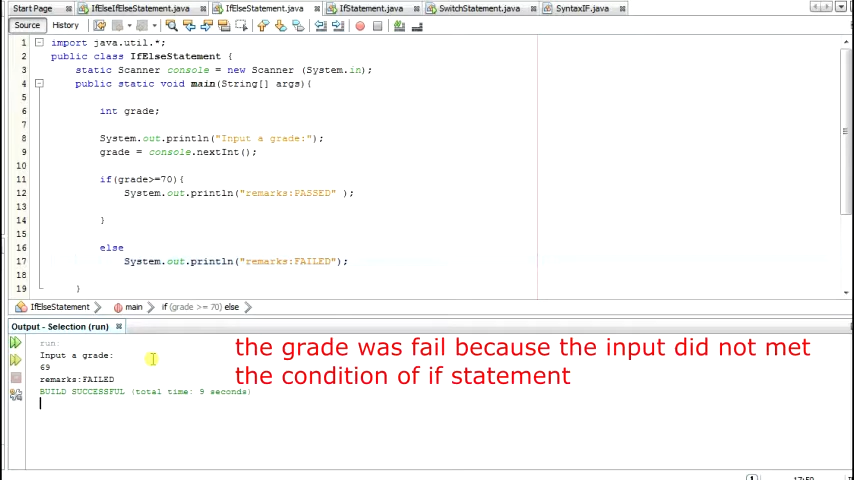 Start Page IfElseIfElseStatement.java IfElseStatement.java IfStatement.java SwitchStatement.java SyntaxIF.java
Source History
1 import java.util.*;
2 public class IfElseStatement {
3 static Scanner console = new Scanner (System.in);
4 public static void main(String[] args){
5
6 int grade;
7
8 System.out.println("Input a grade:");
9 grade = console.nextInt();
10
11 if(grade>=70){
12 System.out.println("remarks:PASSED" );
13
14 }
15
16 else
17 System.out.println("remarks:FAILED");
18
19 }
IfElseStatement main if (grade >= 70) else
Output - Selection (run)
run:
Input a grade:
69
remarks:FAILED
BUILD SUCCESSFUL (total time: 9 seconds)
the grade was fail because the input did not met
the condition of if statement